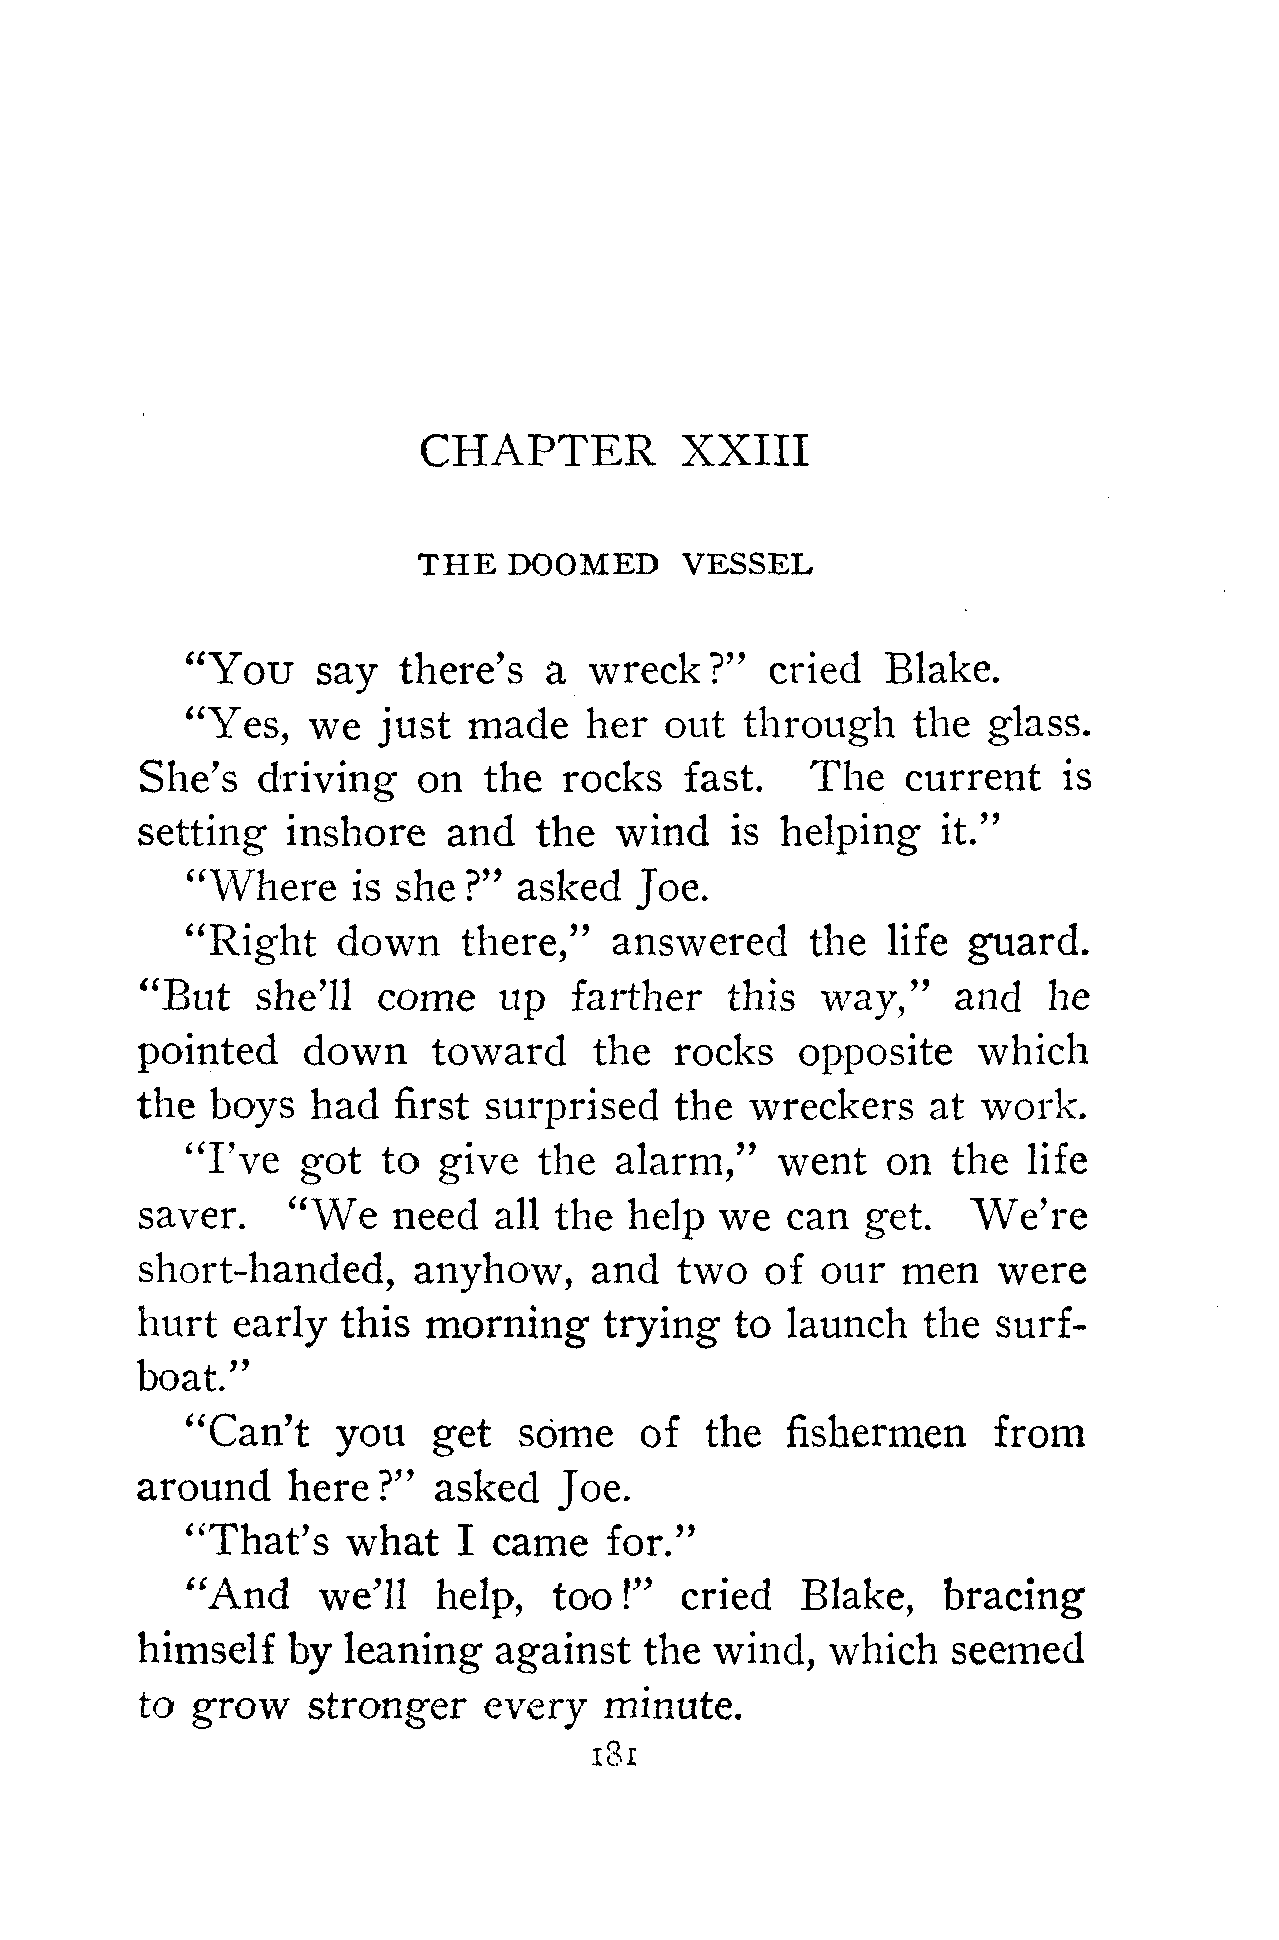 CHAPTER XXIII
THE DOOMED VESSEL
“You say there’s a wreck?” cried Blake.
“Yes, we just made her out through the glass.
She’s driving on the rocks fast. The current is
setting inshore and the wind is helping it.”
“Where is she?” asked Joe.
“Right down there,” answered the life guard.
“But she’ll come up farther this way,” and he
pointed down toward the rocks opposite which
the boys had first surprised the wreckers at work.
“I’ve got to give the alarm,” went on the life
saver. “We need all the help we can get. We’re
short-handed, anyhow, and two of our men were
hurt early this morning trying to launch the surf-
boat.”
“Can’t you get some of the fishermen from
around here?” asked Joe.
“That’s what I came for.”
“And we’ll help, too!” cried Blake, bracing
himself by leaning against the wind, which seemed
to grow stronger every minute.
181